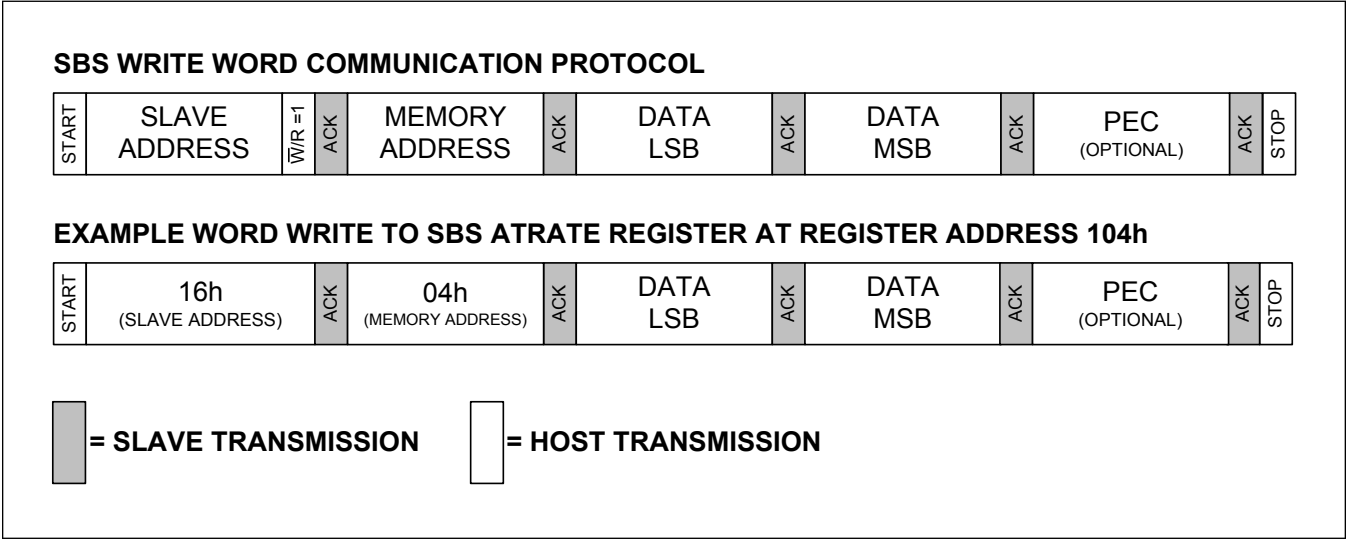 SBS WRITE WORD COMMUNICATION PROTOCOL
START
SLAVE
ADDRESS
W̅/R =1
ACK
MEMORY
ADDRESS
ACK
DATA
LSB
ACK
DATA
MSB
ACK
PEC
(OPTIONAL)
ACK
STOP
EXAMPLE WORD WRITE TO SBS ATRATE REGISTER AT REGISTER ADDRESS 104h
START
16h
(SLAVE ADDRESS)
ACK
04h
(MEMORY ADDRESS)
ACK
DATA
LSB
ACK
DATA
MSB
ACK
PEC
(OPTIONAL)
ACK
STOP
= SLAVE TRANSMISSION
= HOST TRANSMISSION